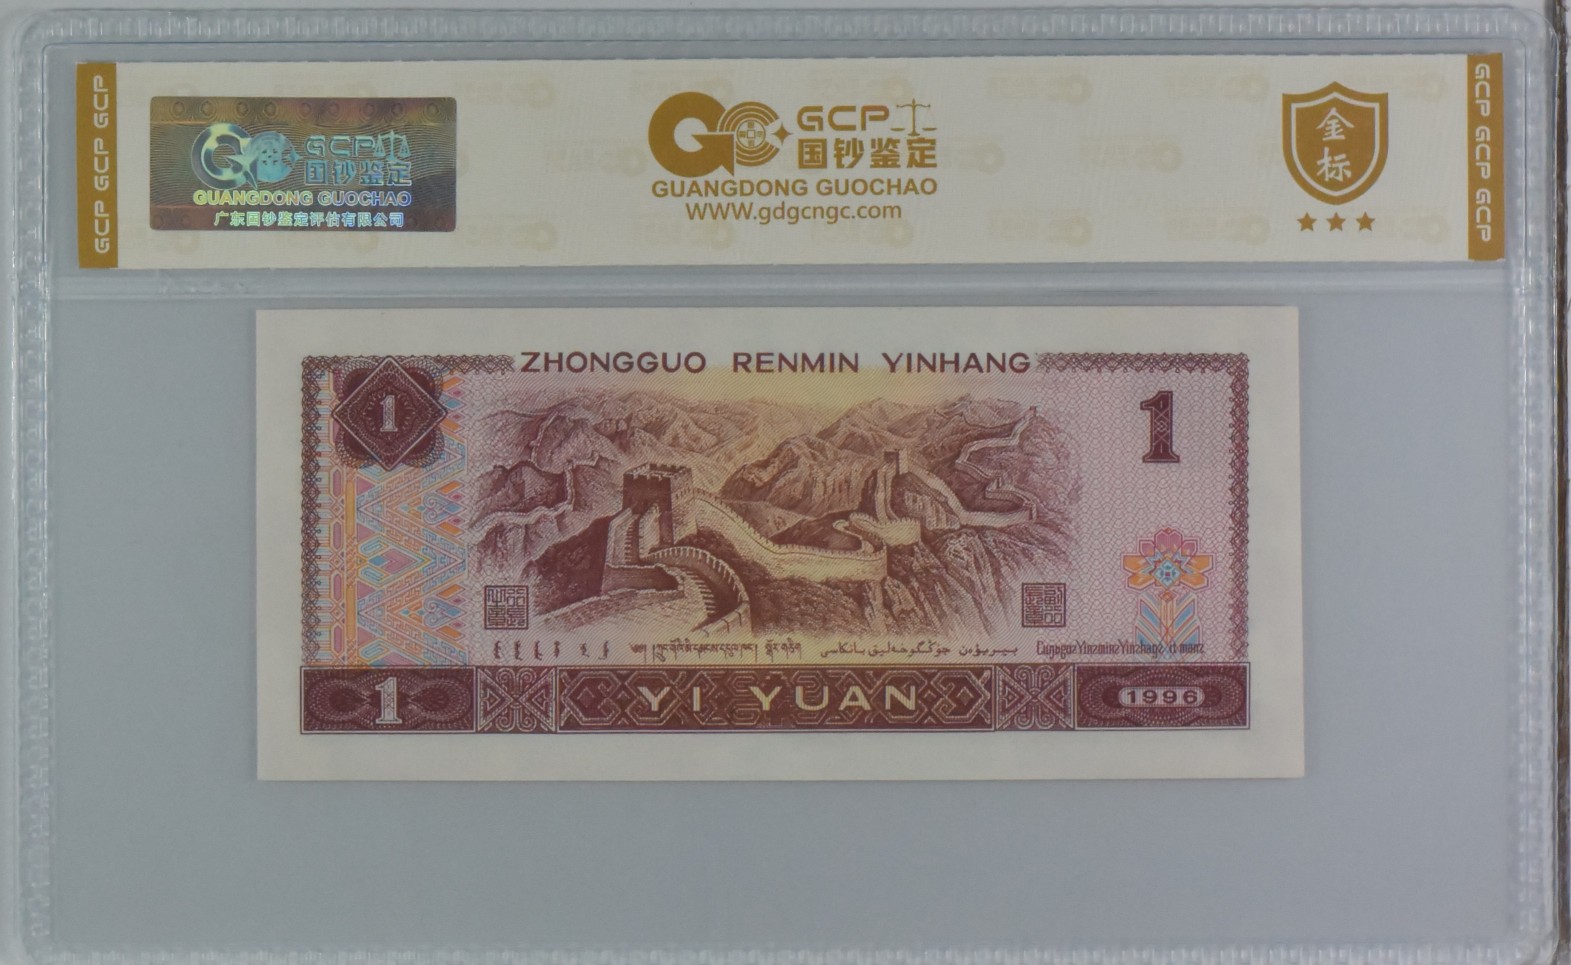 GCP GCP GCP
GCP
国钞鉴定
GUANGDONG GUOCHAO
广东国钞鉴定评估有限公司
GCP
国钞鉴定
GUANGDONG GUOCHAO
WWW.gdgcngc.com
金标
GCP GCP GCP
ZHONGGUO RENMIN YINHANG
1
1
1
YI YUAN
1996